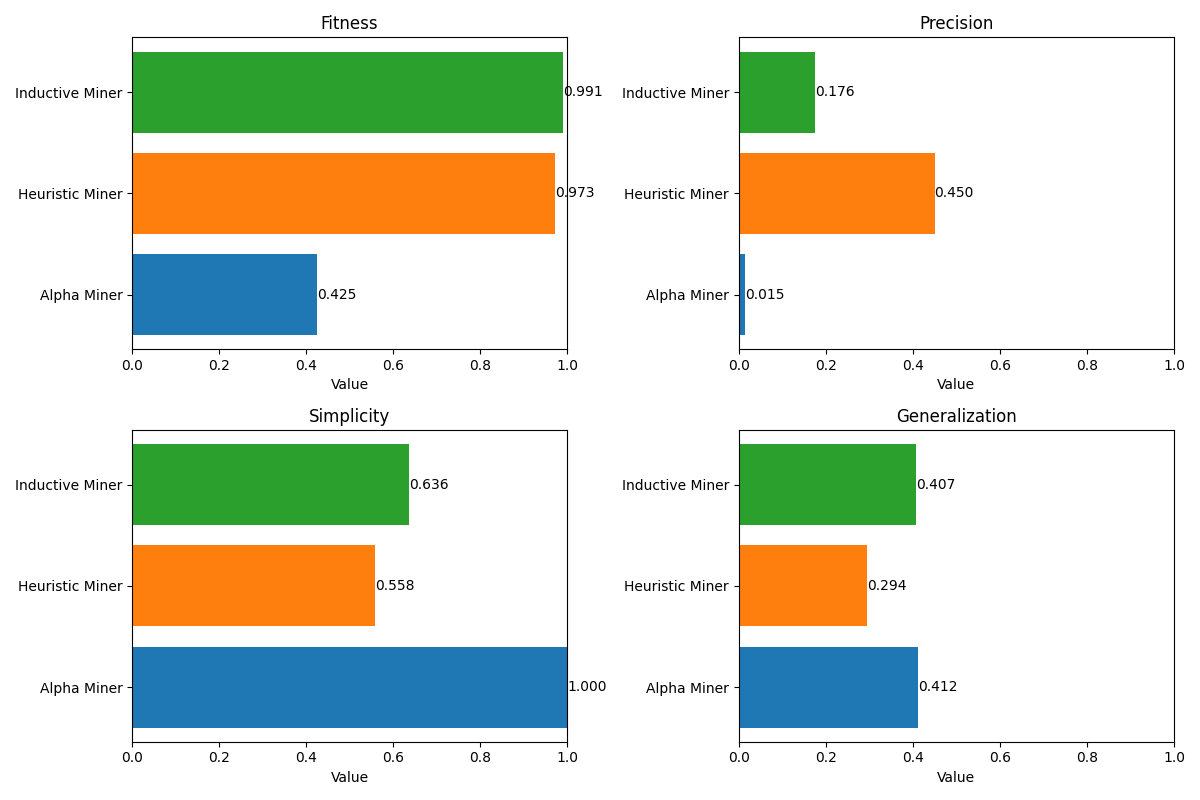 Fitness
Inductive Miner
0.991
Heuristic Miner
0.973
Alpha Miner
0.425
0.0 0.2 0.4 0.6 0.8 1.0
Value
Precision
Inductive Miner
0.176
Heuristic Miner
0.450
Alpha Miner
0.015
0.0 0.2 0.4 0.6 0.8 1.0
Value
Simplicity
Inductive Miner
0.636
Heuristic Miner
0.558
Alpha Miner
1.000
0.0 0.2 0.4 0.6 0.8 1.0
Value
Generalization
Inductive Miner
0.407
Heuristic Miner
0.294
Alpha Miner
0.412
0.0 0.2 0.4 0.6 0.8 1.0
Value